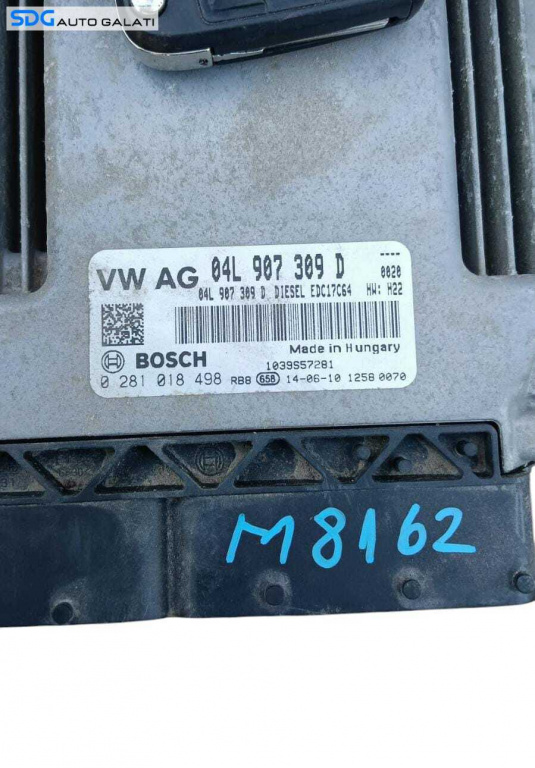 SDG AUTO GALATI
VW AG 04L 907 309 D ----
0020
04L 907 309 D DIESEL EDC17C64 HW: H22
Made in Hungary
BOSCH 1039S57281
0 281 018 498 RBB 658 14-06-10 1258 0070
M8162